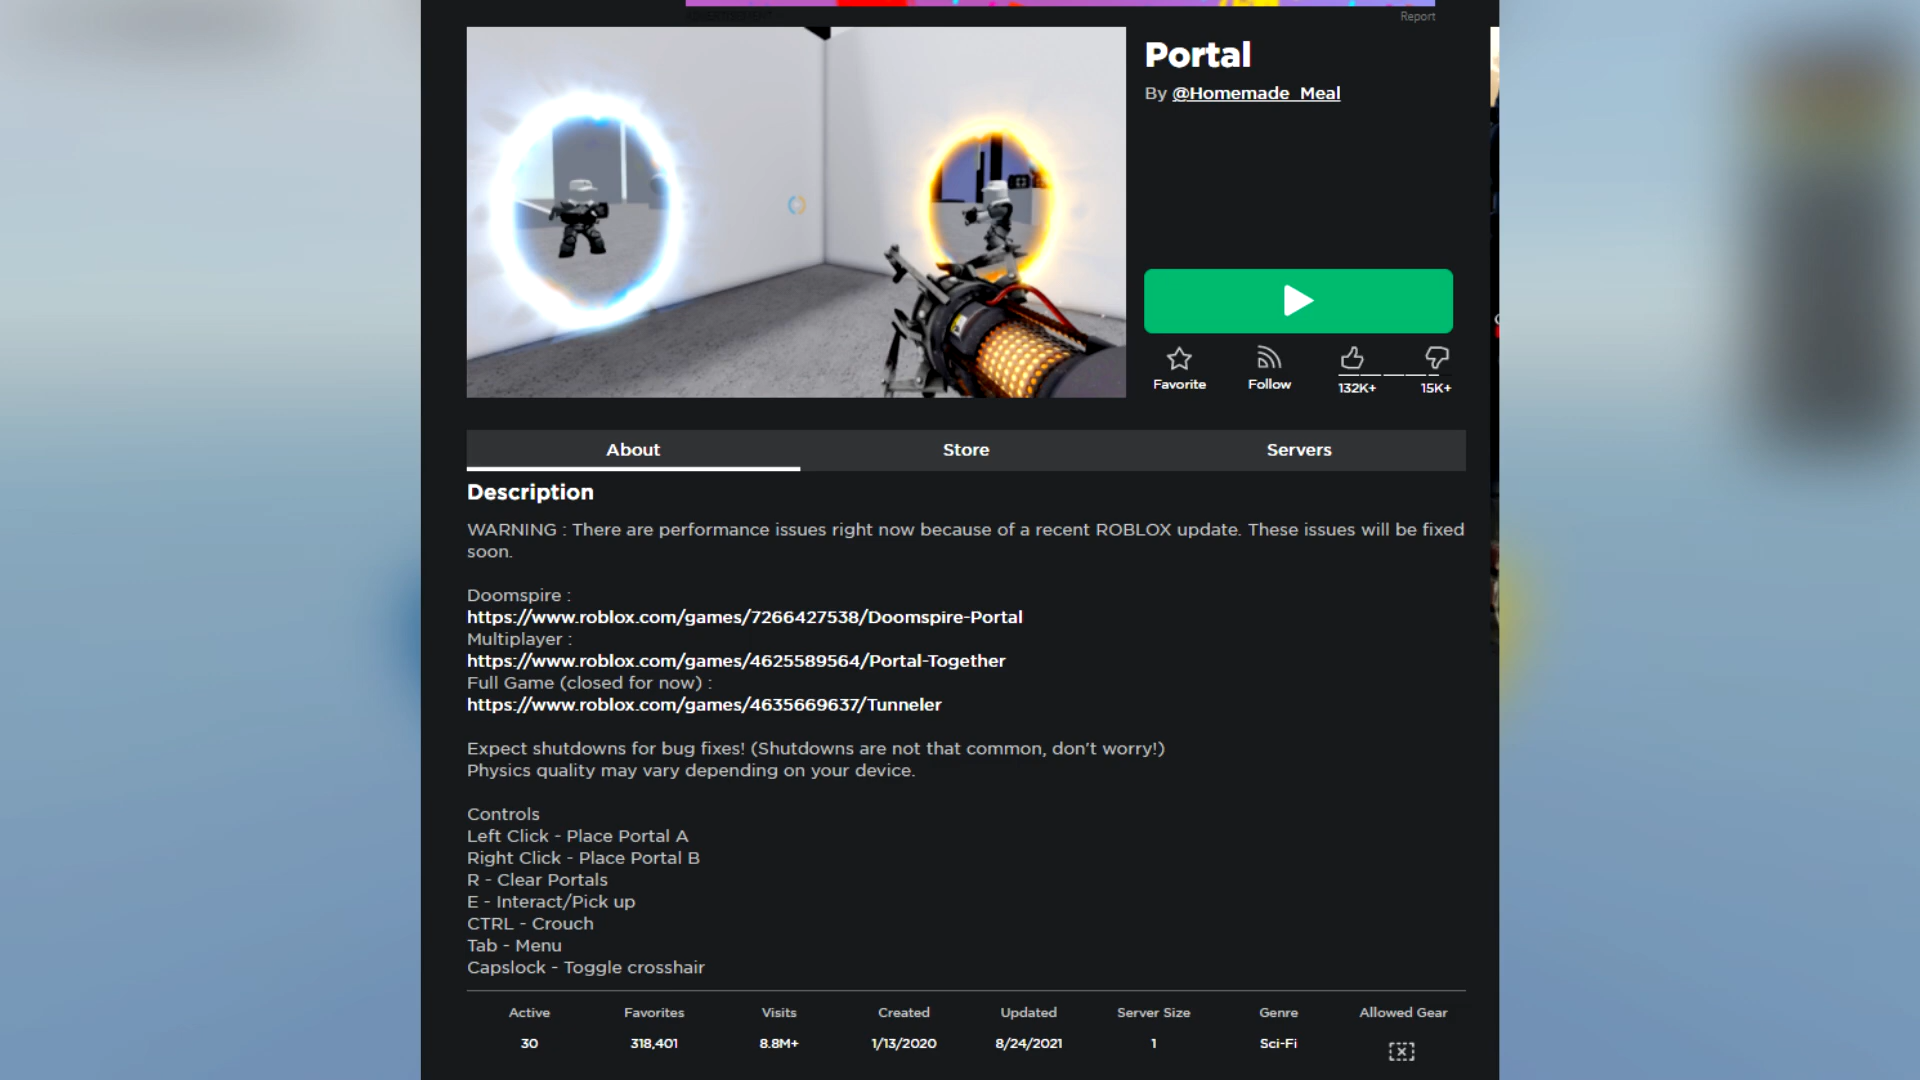 Report
Portal
By @Homemade_Meal
Favorite
Follow
132K+
15K+
About
Store
Servers
Description
WARNING : There are performance issues right now because of a recent ROBLOX update. These issues will be fixed
soon.
Doomspire :
https://www.roblox.com/games/7266427538/Doomspire-Portal
Multiplayer :
https://www.roblox.com/games/4625589564/Portal-Together
Full Game (closed for now) :
https://www.roblox.com/games/4635669637/Tunneler
Expect shutdowns for bug fixes! (Shutdowns are not that common, don't worry!)
Physics quality may vary depending on your device.
Controls
Left Click - Place Portal A
Right Click - Place Portal B
R - Clear Portals
E - Interact/Pick up
CTRL - Crouch
Tab - Menu
Capslock - Toggle crosshair
Active Favorites Visits Created Updated Server Size Genre Allowed Gear
30 318,401 8.8M+ 1/13/2020 8/24/2021 1 Sci-Fi